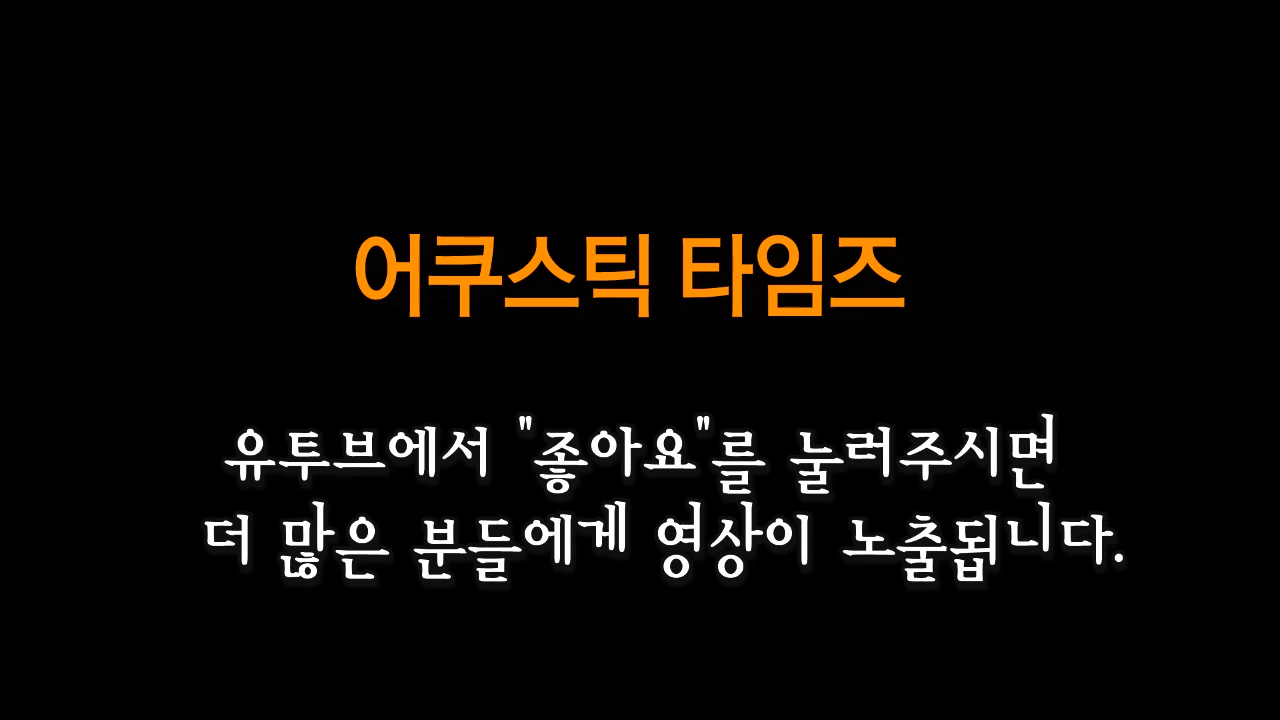 어쿠스틱 타임즈
유투브에서 "좋아요"를 눌러주시면
더 많은 분들에게 영상이 노출됩니다.